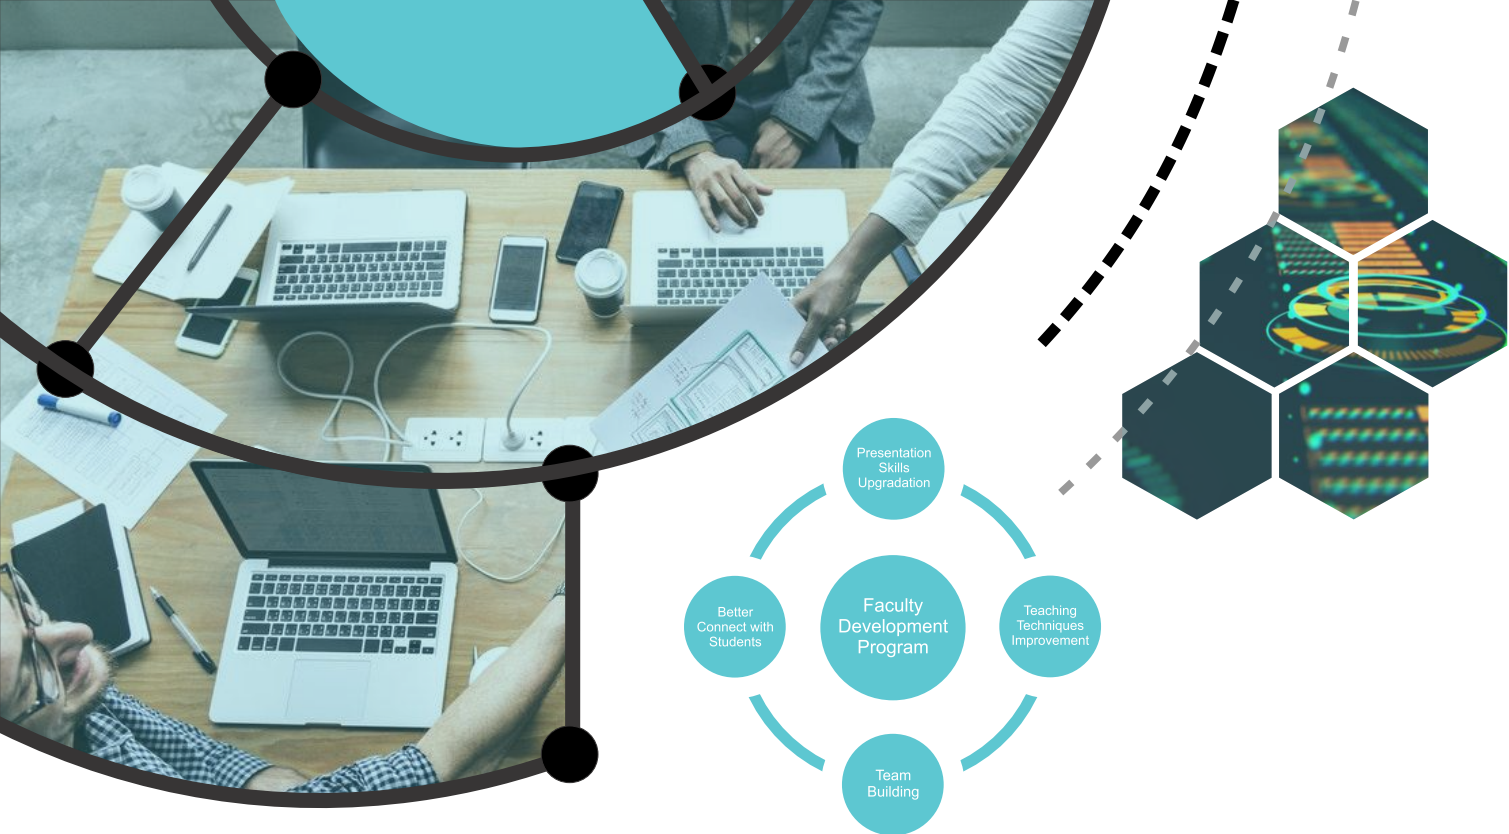 Presentation
Skills
Upgradation
Better
Connect with
Students
Faculty
Development
Program
Teaching
Techniques
Improvement
Team
Building